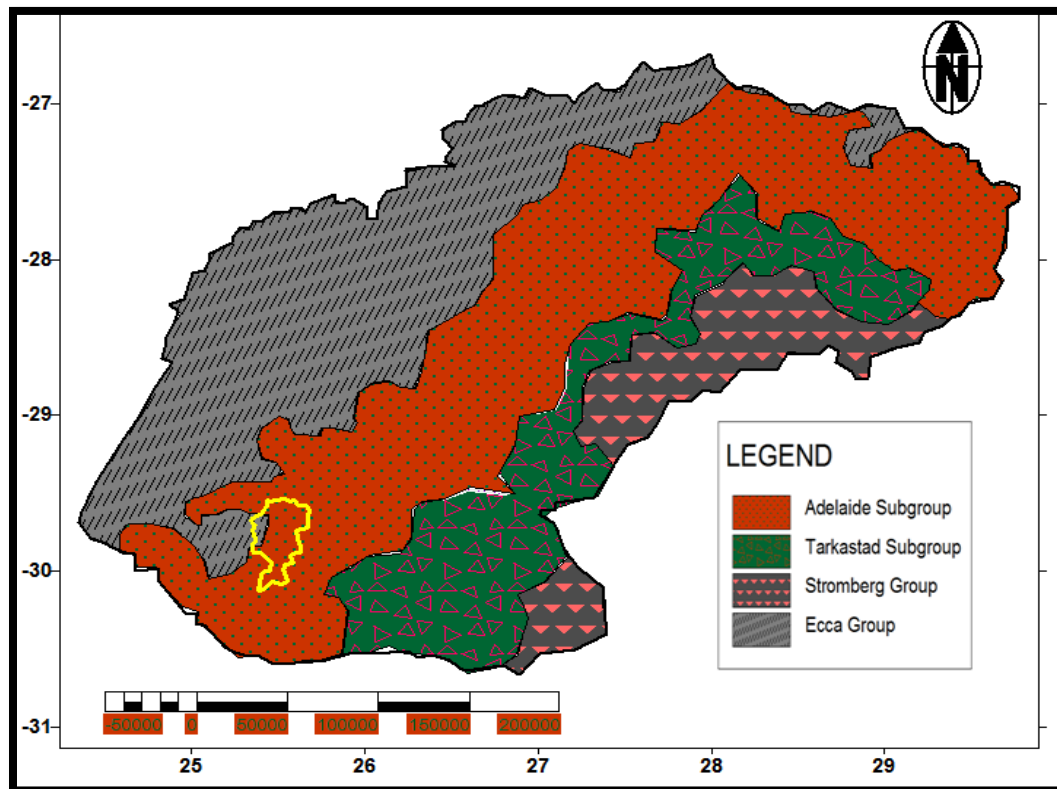 N
-27
-28
-29
-30
-31
LEGEND
Adelaide Subgroup
Tarkastad Subgroup
Stromberg Group
Ecca Group
-50000 0 50000 100000 150000 200000
25 26 27 28 29